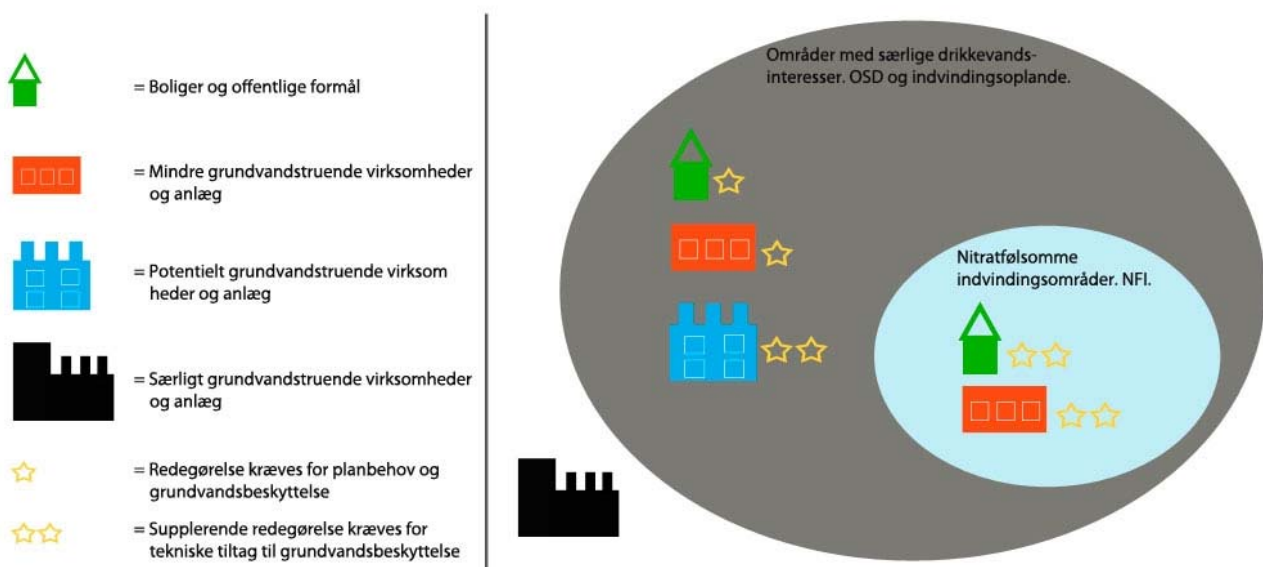 = Boliger og offentlige formål
= Mindre grundvandstruende virksomheder
og anlæg
= Potentielt grundvandstruende virksom
heder og anlæg
= Særligt grundvandstruende virksomheder
og anlæg
= Redegørelse kræves for planbehov og
grundvandsbeskyttelse
= Supplerende redegørelse kræves for
tekniske tiltag til grundvandsbeskyttelse
Områder med særlige drikkevands-
interesser. OSD og indvindingsoplande.
Nitratfølsomme
indvindingsområder. NFI.